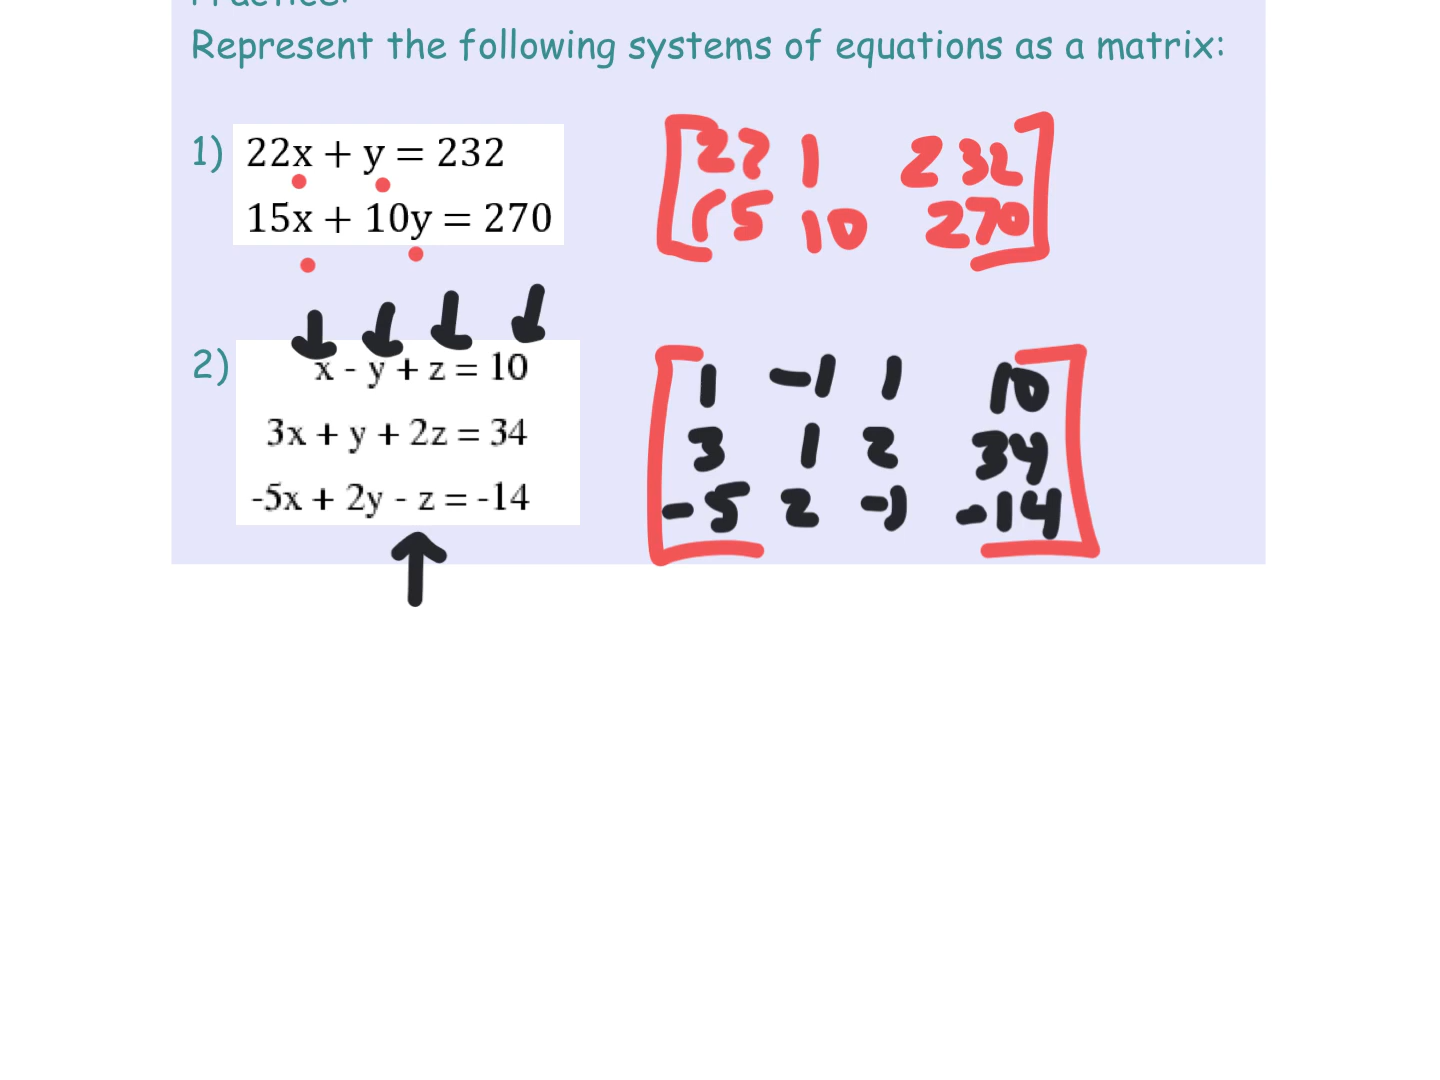 Practice:
Represent the following systems of equations as a matrix:
1) 22x + y = 232
15x + 10y = 270
22 1 232
15 10 270
2) x - y + z = 10
3x + y + 2z = 34
-5x + 2y - z = -14
1 -1 1 10
3 1 2 34
-5 2 -1 -14